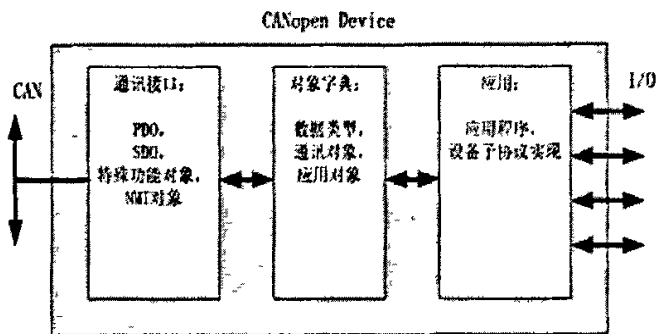 CANopen Device
CAN
通讯接口:
PDO,
SDO,
特殊功能对象,
NMT对象
对象字典:
数据类型,
通讯对象,
应用对象
应用:
应用程序,
设备子协议实现
I/O